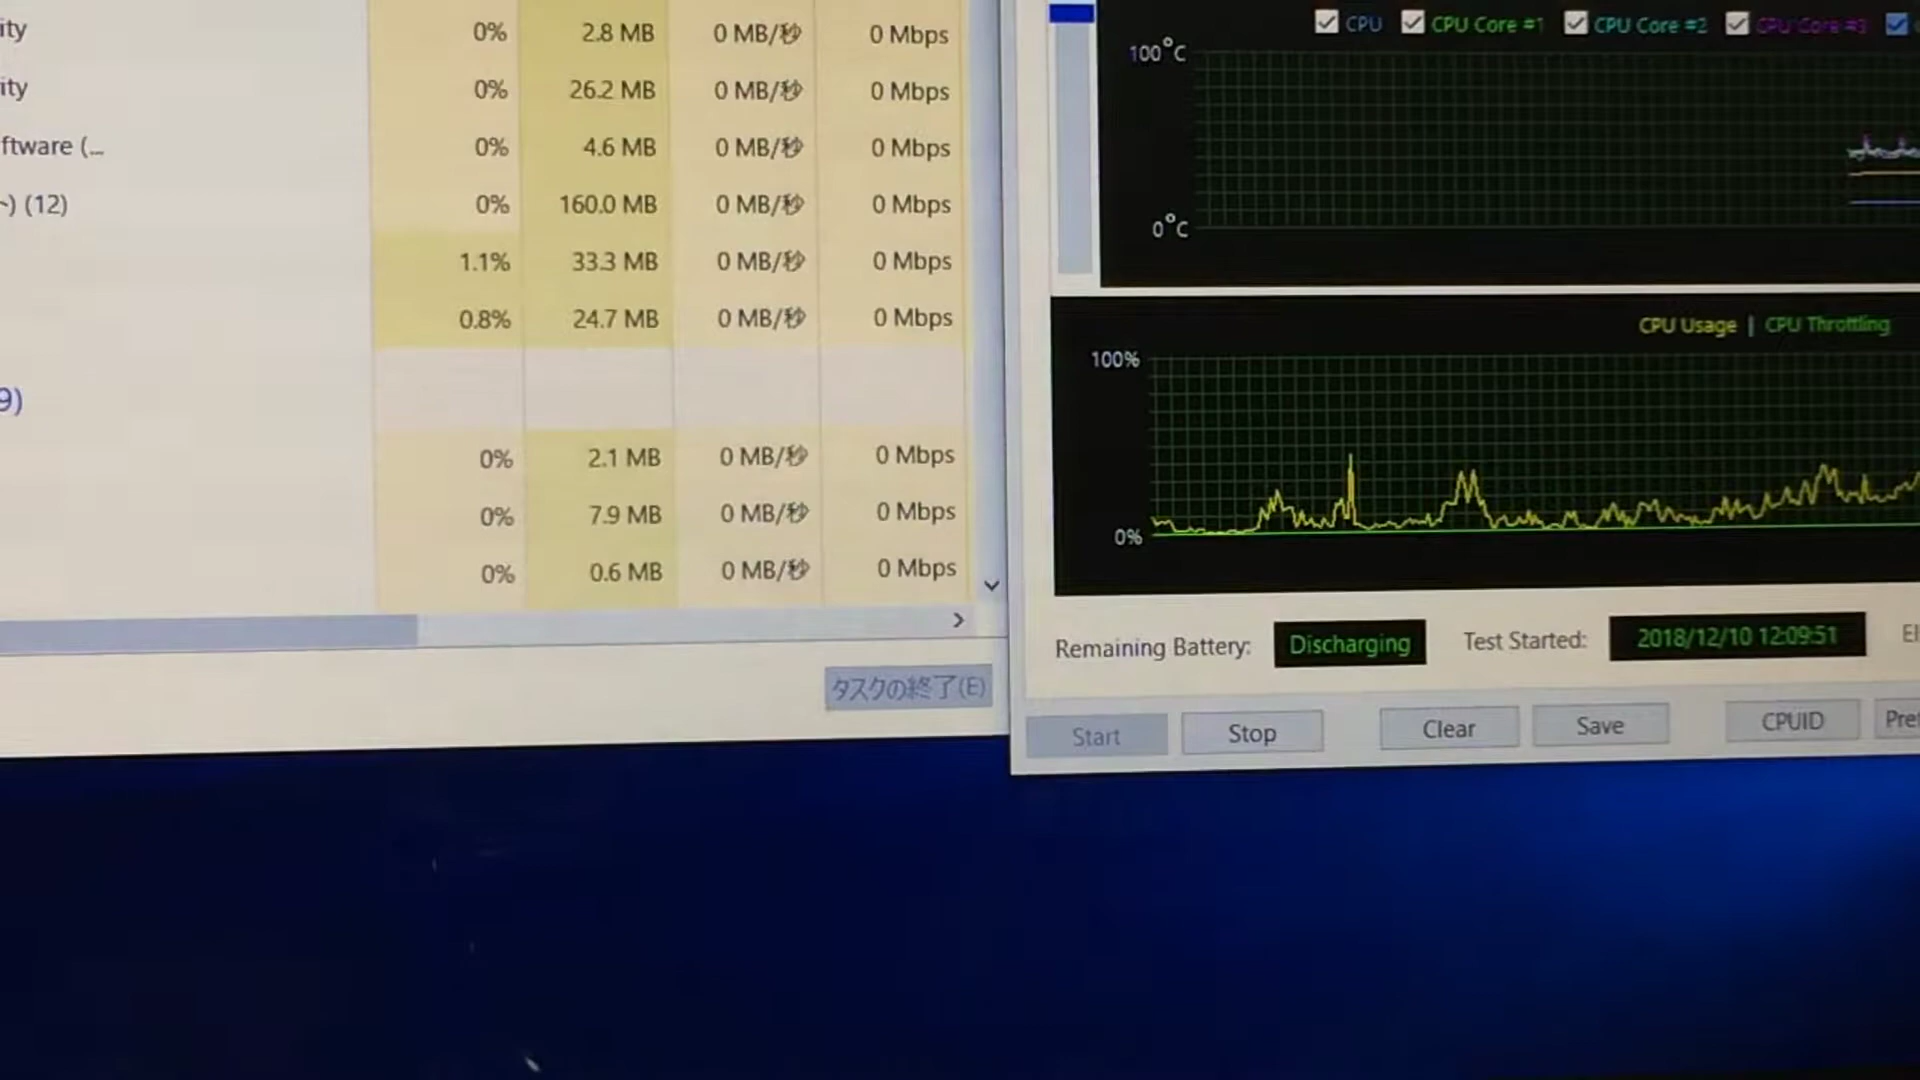 ity 0% 2.8 MB 0 MB/秒 0 Mbps
ity 0% 26.2 MB 0 MB/秒 0 Mbps
ftware (... 0% 4.6 MB 0 MB/秒 0 Mbps
) (12) 0% 160.0 MB 0 MB/秒 0 Mbps
1.1% 33.3 MB 0 MB/秒 0 Mbps
0.8% 24.7 MB 0 MB/秒 0 Mbps
9)
0% 2.1 MB 0 MB/秒 0 Mbps
0% 7.9 MB 0 MB/秒 0 Mbps
0% 0.6 MB 0 MB/秒 0 Mbps
タスクの終了(E)
CPU CPU Core #1 CPU Core #2 CPU Core #3
100°C
0°C
CPU Usage | CPU Throttling
100%
0%
Remaining Battery: Discharging Test Started: 2018/12/10 12:09:51 El
Start Stop Clear Save CPUID Pref